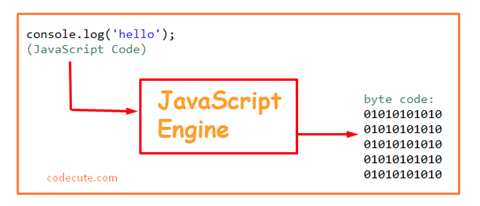 console.log('hello');
(JavaScript Code)
JavaScript
Engine
byte code:
01010101010
01010101010
01010101010
01010101010
01010101010
codecute.com